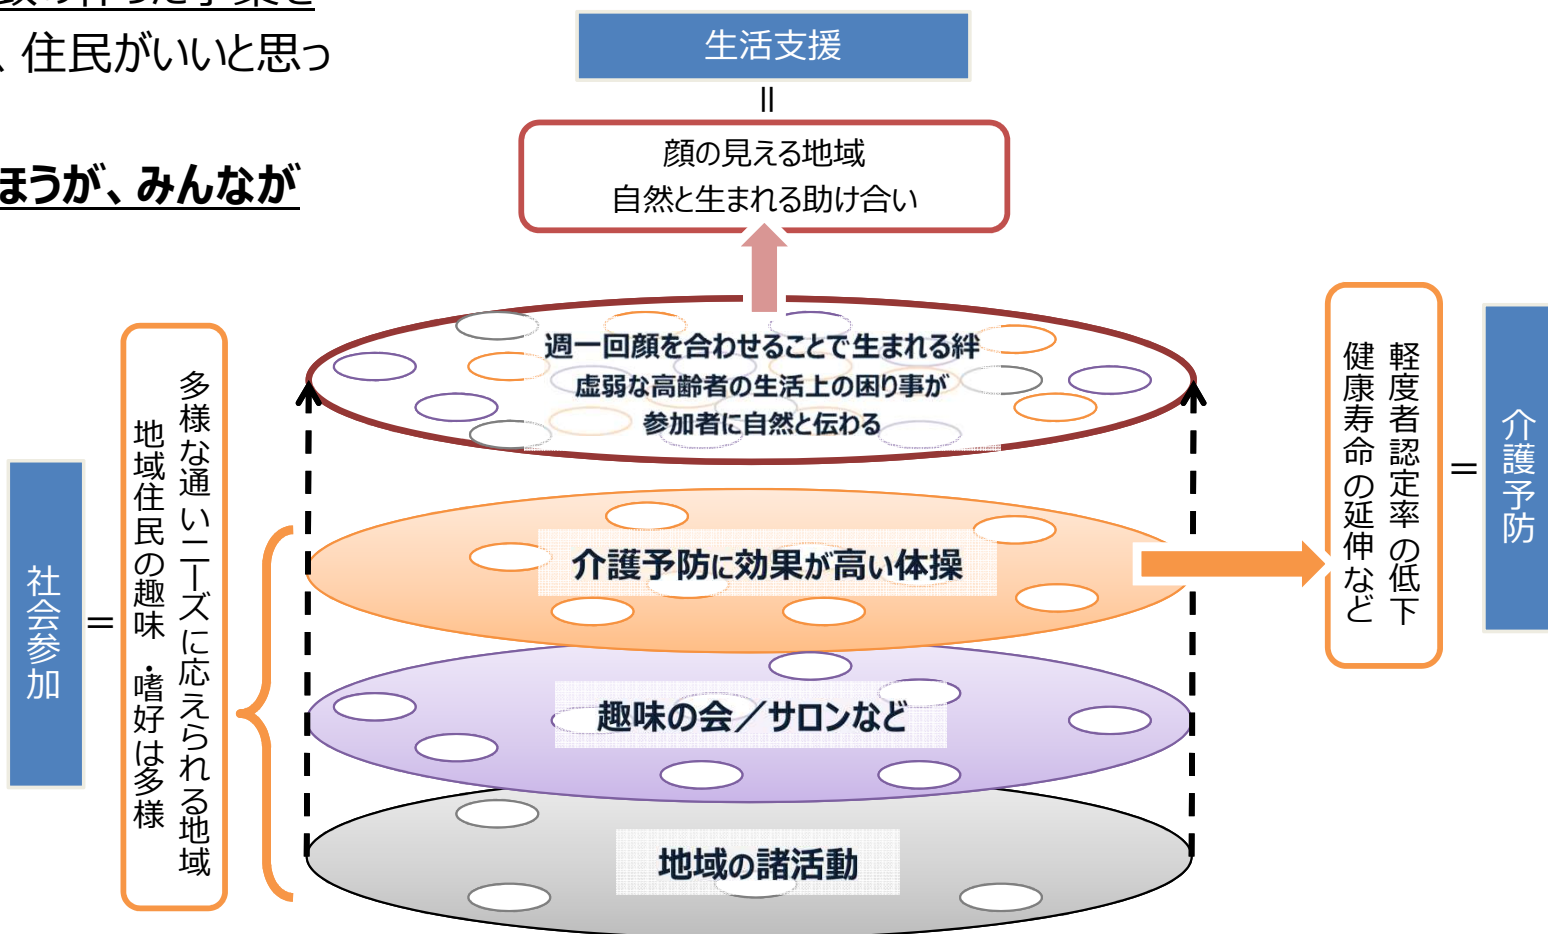 、住民がいいと思っ
ほうが、みんなが
生活支援
＝
顔の見える地域
自然と生まれる助け合い
週一回顔を合わせることで生まれる絆
虚弱な高齢者の生活上の困り事が
参加者に自然と伝わる
介護予防に効果が高い体操
趣味の会／サロンなど
地域の諸活動
社会参加
＝
多様な通いニーズに応えられる地域
地域住民の趣味・嗜好は多様
軽度者認定率の低下
健康寿命の延伸など
＝
介護予防